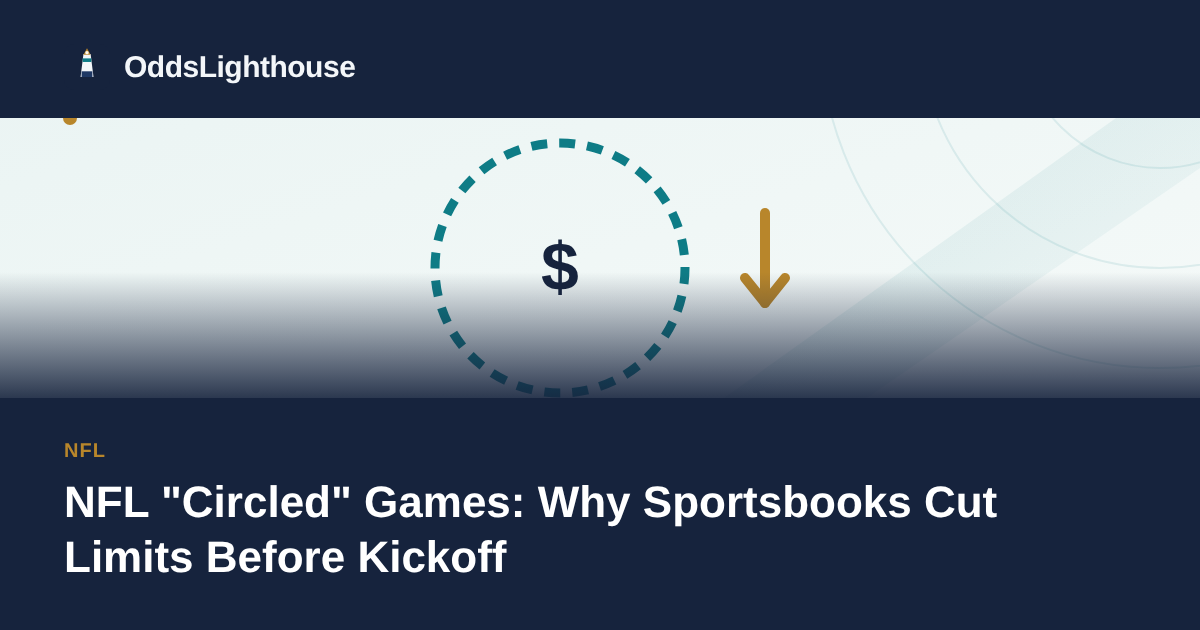 OddsLighthouse
$
NFL
NFL "Circled" Games: Why Sportsbooks Cut
Limits Before Kickoff